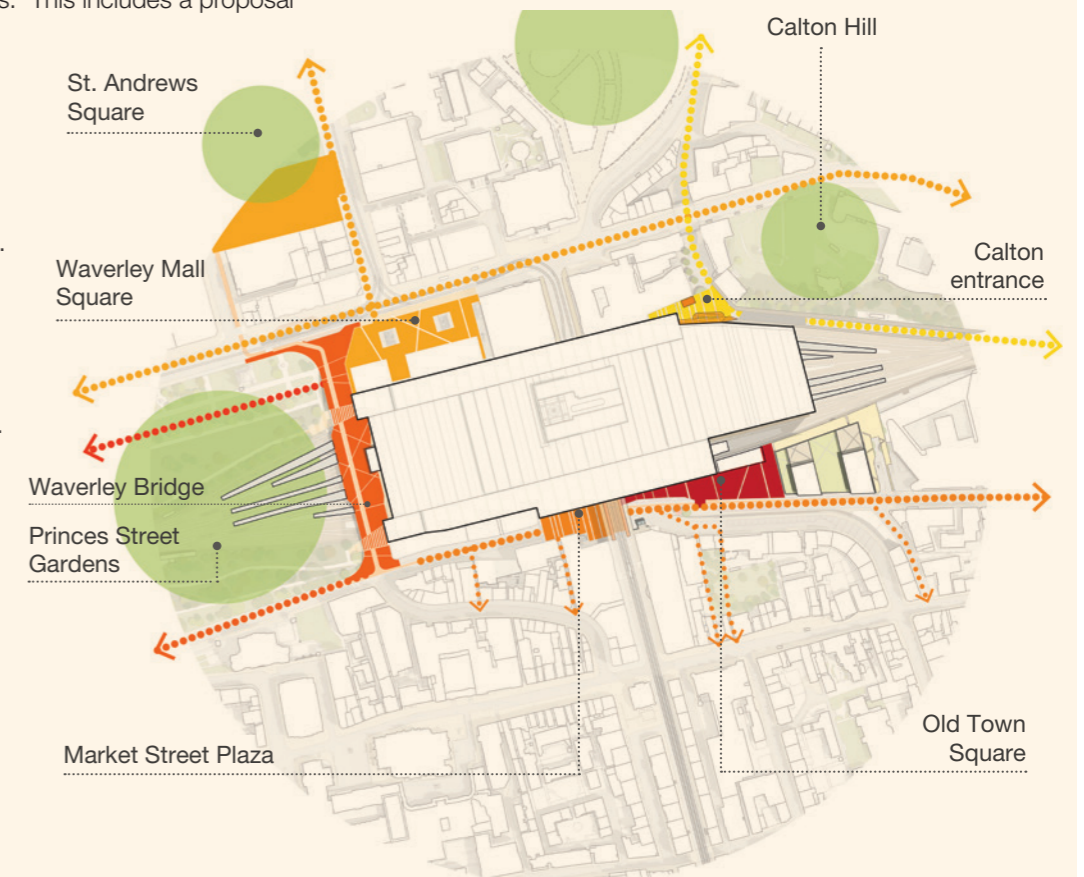 s. This includes a proposal
Calton Hill
St. Andrews
Square
Waverley Mall
Square
Calton
entrance
Waverley Bridge
Princes Street
Gardens
Market Street Plaza
Old Town
Square